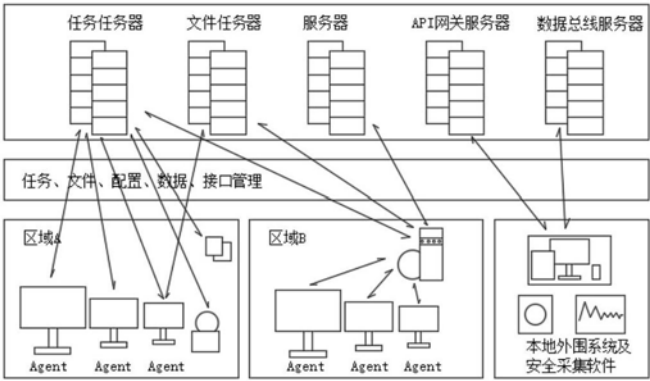 任务任务器 文件任务器 服务器 API网关服务器 数据总线服务器
任务、文件、配置、数据、接口管理
区域A
区域B
Agent Agent Agent
Agent Agent Agent
本地外围系统及
安全采集软件